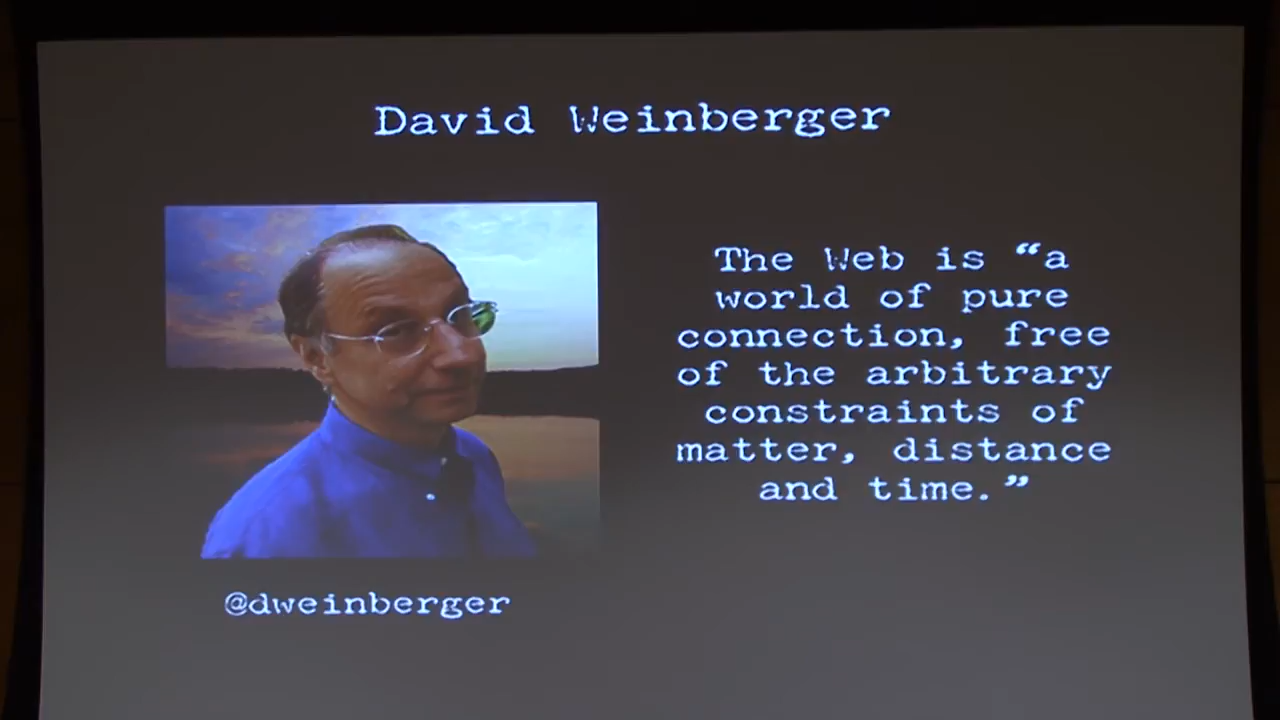 David Weinberger
The Web is “a
world of pure
connection, free
of the arbitrary
constraints of
matter, distance
and time.”
@dweinberger